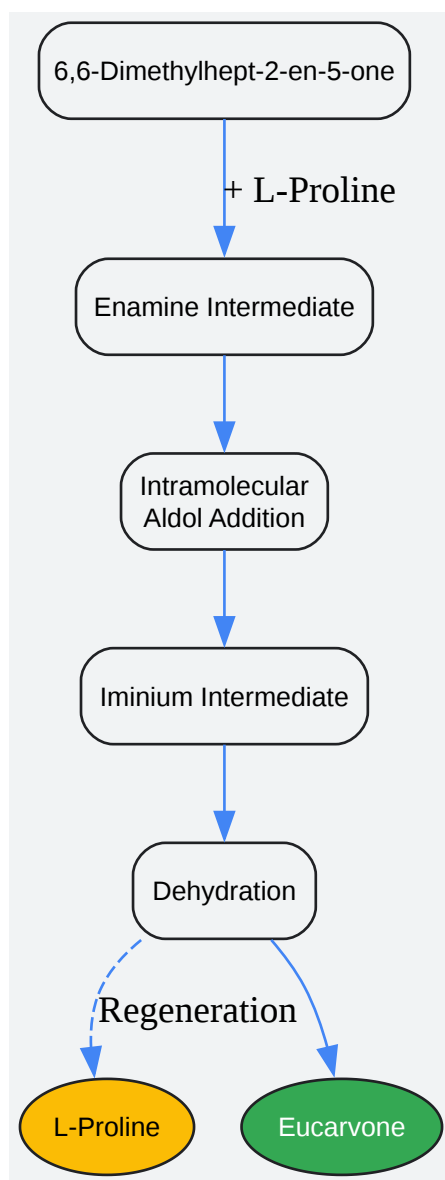 6,6-Dimethylhept-2-en-5-one
+ L-Proline
Enamine Intermediate
Intramolecular
Aldol Addition
Iminium Intermediate
Dehydration
Regeneration
L-Proline
Eucarvone